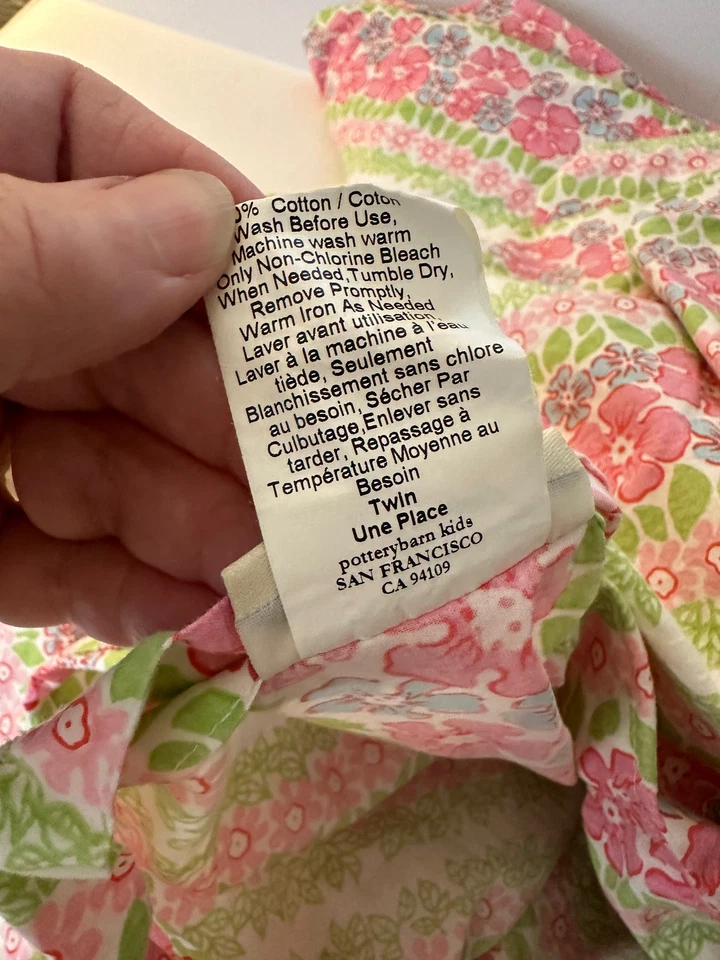 0% Cotton / Coton
Wash Before Use,
Machine wash warm
Only Non-Chlorine Bleach
When Needed,Tumble Dry,
Remove Promptly,
Warm Iron As Needed
Laver avant utilisation,
Laver à la machine à l'eau
tiède, Seulement
Blanchissement sans chlore
au besoin, Sécher Par
Culbutage,Enlever sans
tarder, Repassage à
Température Moyenne au
Besoin
Twin
Une Place
potterybarn kids
SAN FRANCISCO
CA 94109